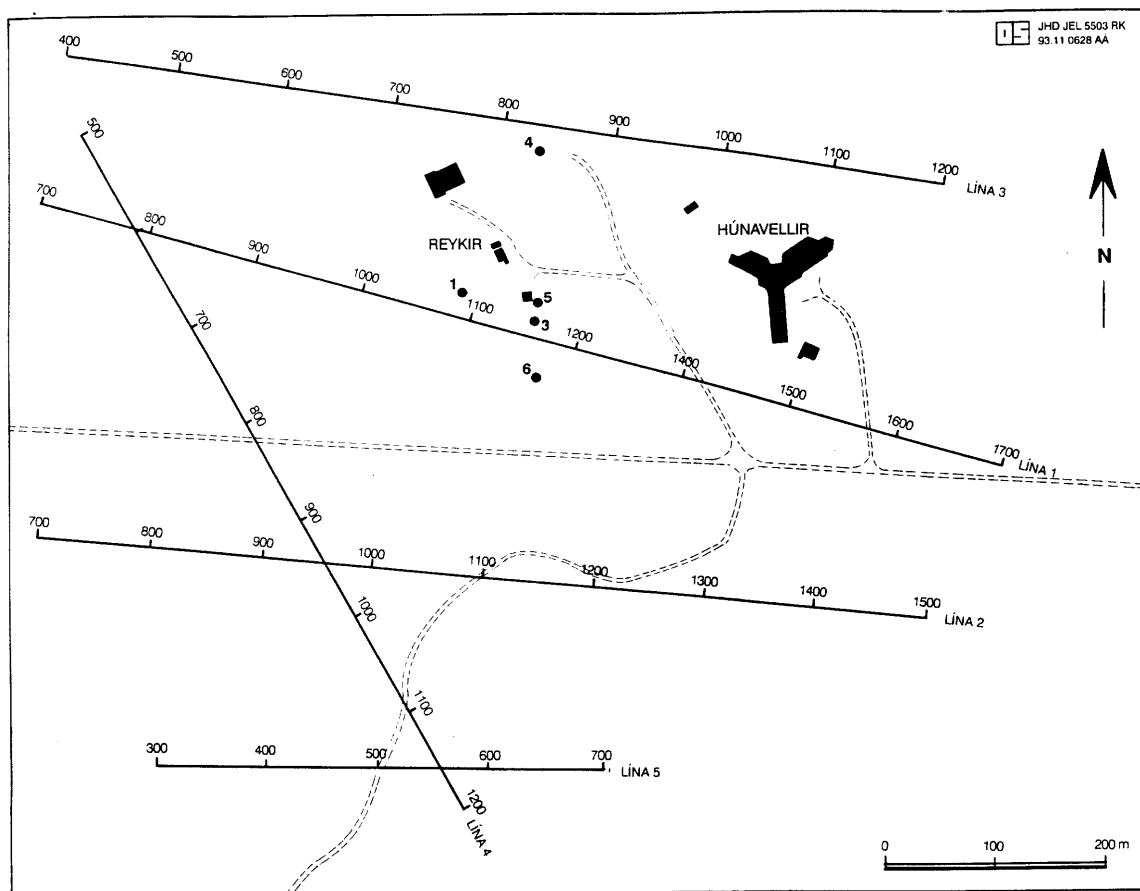 OS JHD JEL 5503 RK
93.11 0628 AA
400 500 600 700 800 900 1000 1100 1200 LÍNA 3
500 700 800 900 1000 1100 1200 LÍNA 4
700 800 900 1000 1100 1200 1400 1500 1600 1700 LÍNA 1
4
REYKIR
HÚNAVELLIR
N
1
5
3
6
700 800 900 1000 1100 1200 1300 1400 1500 LÍNA 2
300 400 500 600 700 LÍNA 5
0 100 200 m